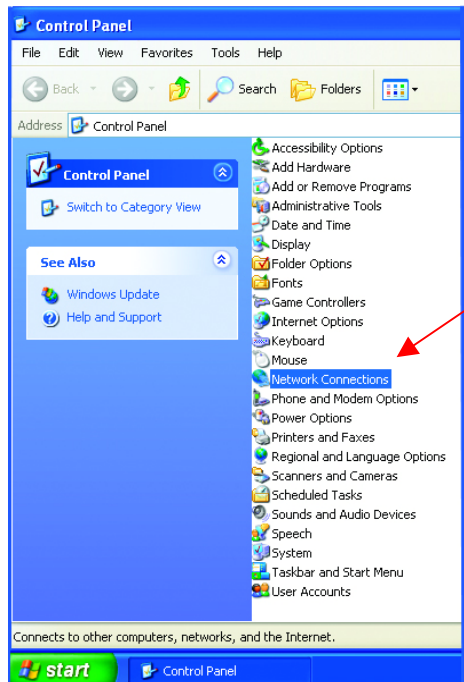 Control Panel
File Edit View Favorites Tools Help
Back Search Folders
Address Control Panel
Control Panel
Switch to Category View
See Also
Windows Update
Help and Support
Accessibility Options
Add Hardware
Add or Remove Programs
Administrative Tools
Date and Time
Display
Folder Options
Fonts
Game Controllers
Internet Options
Keyboard
Mouse
Network Connections
Phone and Modem Options
Power Options
Printers and Faxes
Regional and Language Options
Scanners and Cameras
Scheduled Tasks
Sounds and Audio Devices
Speech
System
Taskbar and Start Menu
User Accounts
Connects to other computers, networks, and the Internet.
start Control Panel